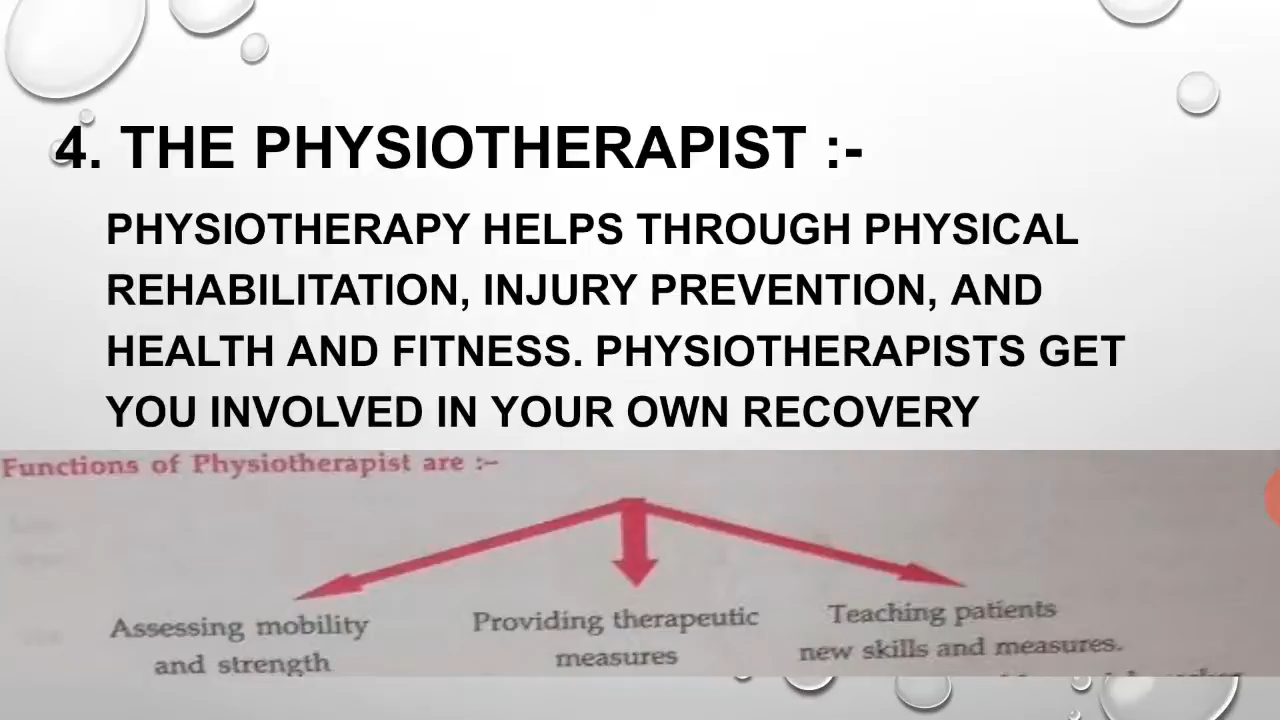 4. THE PHYSIOTHERAPIST :-
PHYSIOTHERAPY HELPS THROUGH PHYSICAL
REHABILITATION, INJURY PREVENTION, AND
HEALTH AND FITNESS. PHYSIOTHERAPISTS GET
YOU INVOLVED IN YOUR OWN RECOVERY
Functions of Physiotherapist are :-
Assessing mobility
and strength
Providing therapeutic
measures
Teaching patients
new skills and measures.